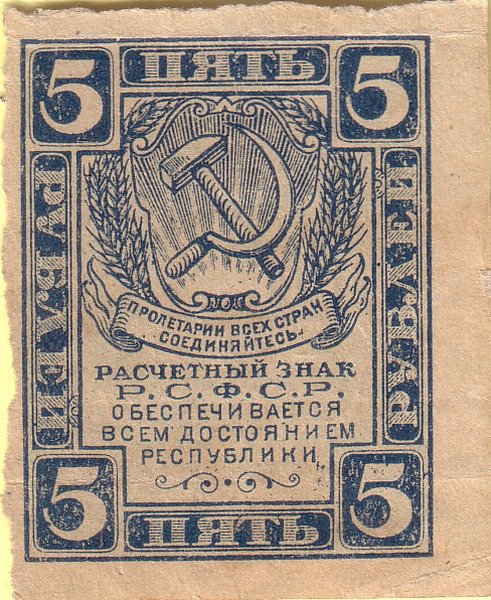 5 ПЯТЬ 5
РУБЛЕЙ
РУБЛЕЙ
ПРОЛЕТАРИИ ВСЕХ СТРАН
СОЕДИНЯЙТЕСЬ
РАСЧЕТНЫЙ ЗНАК
Р.С.Ф.С.Р.
ОБЕСПЕЧИВАЕТСЯ
ВСЕМ ДОСТОЯНИЕМ
РЕСПУБЛИКИ
5 ПЯТЬ 5